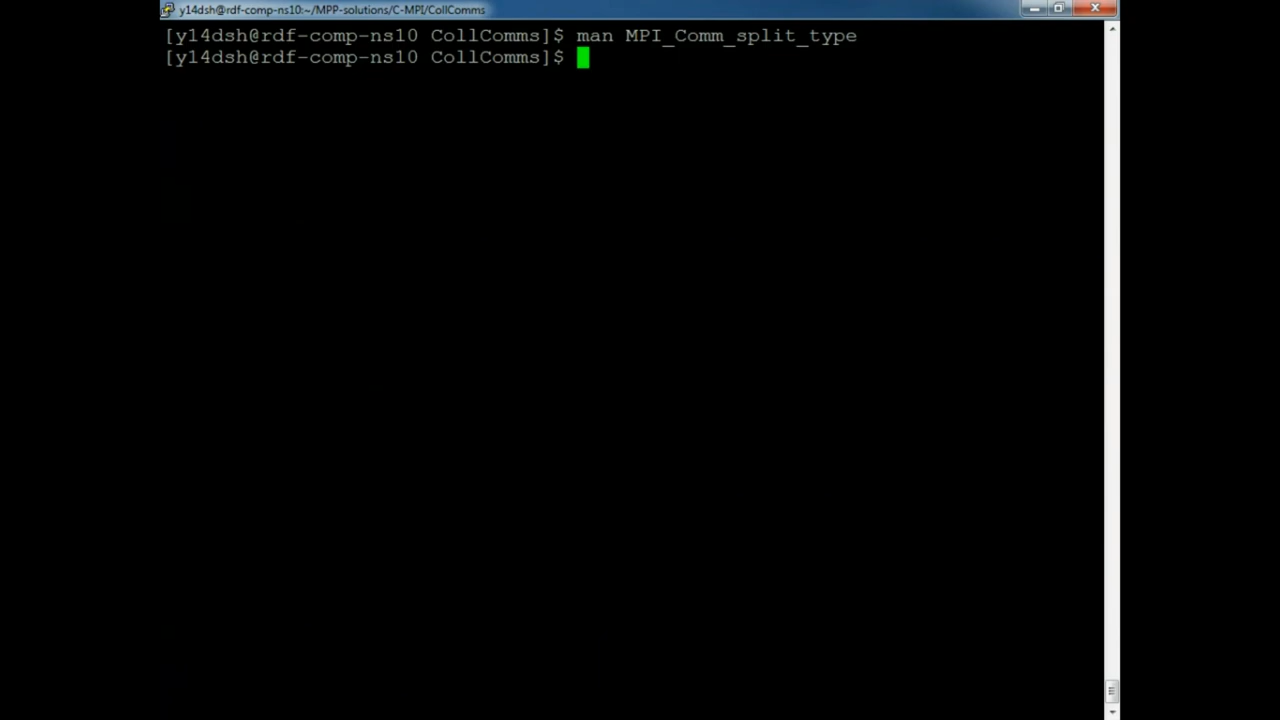 y14dsh@rdf-comp-ns10:~/MPP-solutions/C-MPI/CollComms
[y14dsh@rdf-comp-ns10 CollComms]$ man MPI_Comm_split_type
[y14dsh@rdf-comp-ns10 CollComms]$